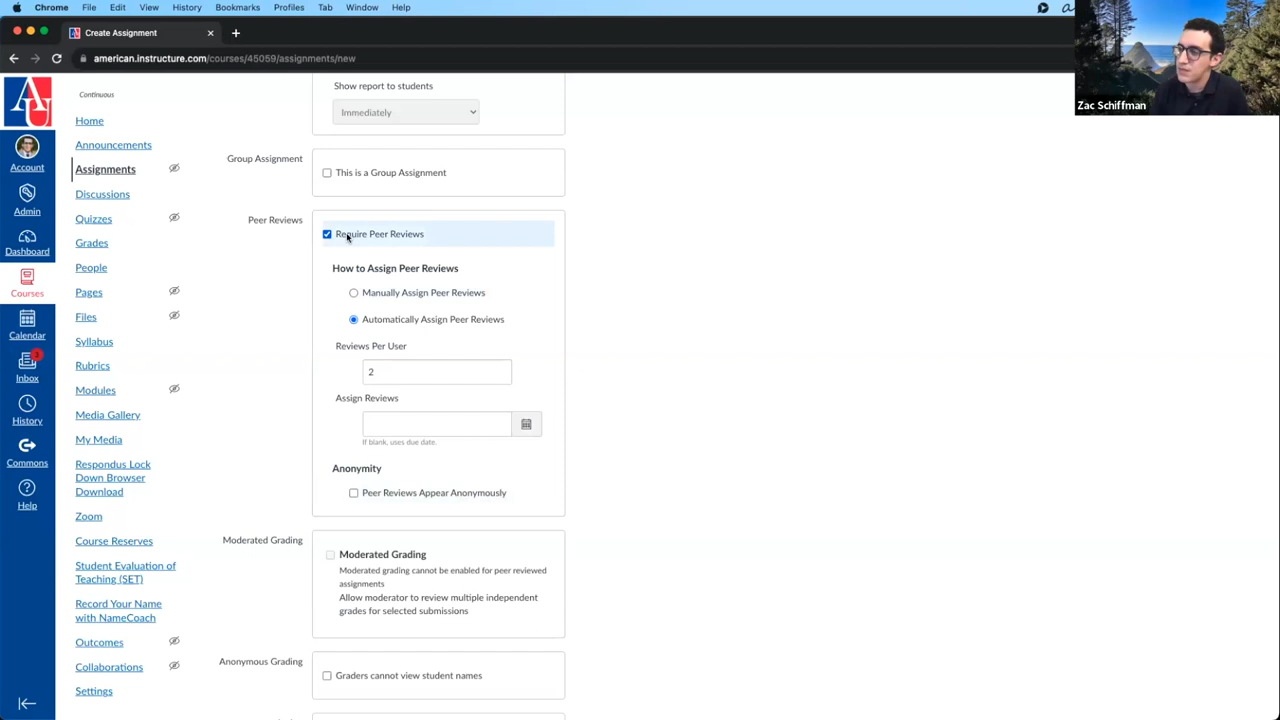 Chrome File Edit View History Bookmarks Profiles Tab Window Help
Create Assignment
american.instructure.com/courses/45059/assignments/new
Zac Schiffman
AU
Account
Admin
Dashboard
Courses
Calendar
3
Inbox
History
Commons
Help
Continuous
Home
Announcements
Assignments
Discussions
Quizzes
Grades
People
Pages
Files
Syllabus
Rubrics
Modules
Media Gallery
My Media
Respondus Lock
Down Browser
Download
Zoom
Course Reserves
Student Evaluation of
Teaching (SET)
Record Your Name
with NameCoach
Outcomes
Collaborations
Settings
Show report to students
Immediately
Group Assignment
This is a Group Assignment
Peer Reviews
Require Peer Reviews
How to Assign Peer Reviews
Manually Assign Peer Reviews
Automatically Assign Peer Reviews
Reviews Per User
2
Assign Reviews
If blank, uses due date.
Anonymity
Peer Reviews Appear Anonymously
Moderated Grading
Moderated Grading
Moderated grading cannot be enabled for peer reviewed
assignments
Allow moderator to review multiple independent
grades for selected submissions
Anonymous Grading
Graders cannot view student names